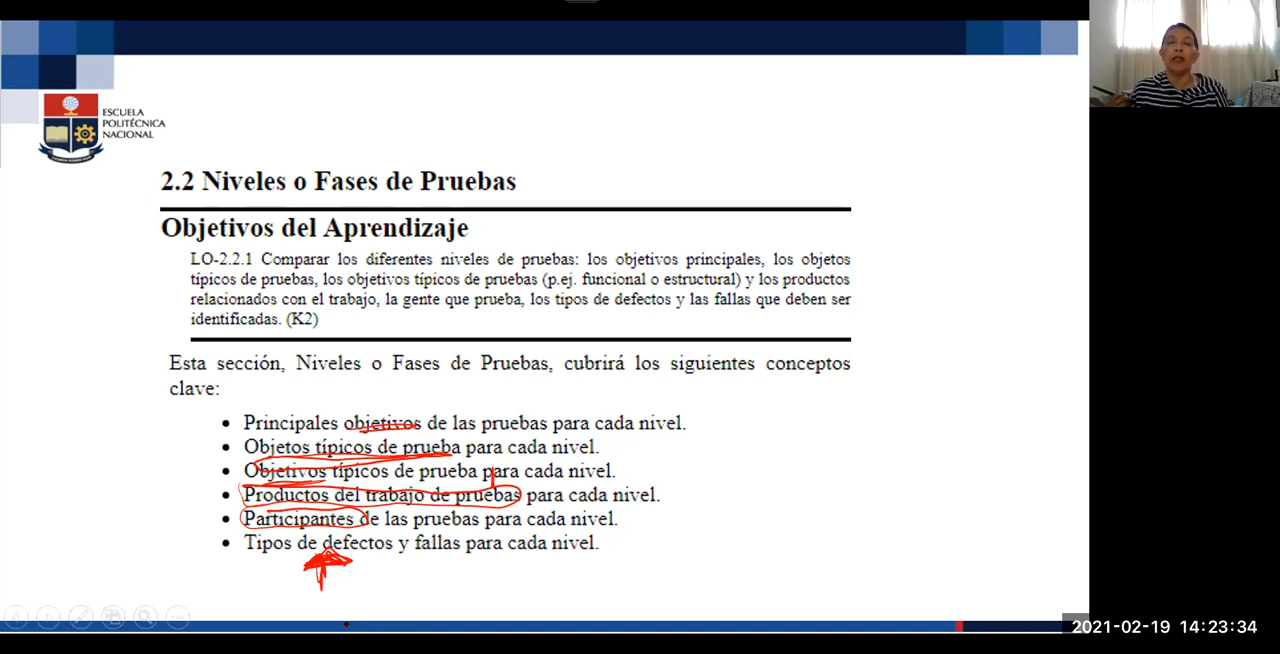 ESCUELA
POLITÉCNICA
NACIONAL
2.2 Niveles o Fases de Pruebas
Objetivos del Aprendizaje
LO-2.2.1 Comparar los diferentes niveles de pruebas: los objetivos principales, los objetos
típicos de pruebas, los objetivos típicos de pruebas (p.ej. funcional o estructural) y los productos
relacionados con el trabajo, la gente que prueba, los tipos de defectos y las fallas que deben ser
identificadas. (K2)
Esta sección, Niveles o Fases de Pruebas, cubrirá los siguientes conceptos
clave:
• Principales objetivos de las pruebas para cada nivel.
• Objetos típicos de prueba para cada nivel.
• Objetivos típicos de prueba para cada nivel.
• Productos del trabajo de pruebas para cada nivel.
• Participantes de las pruebas para cada nivel.
• Tipos de defectos y fallas para cada nivel.
2021-02-19 14:23:34